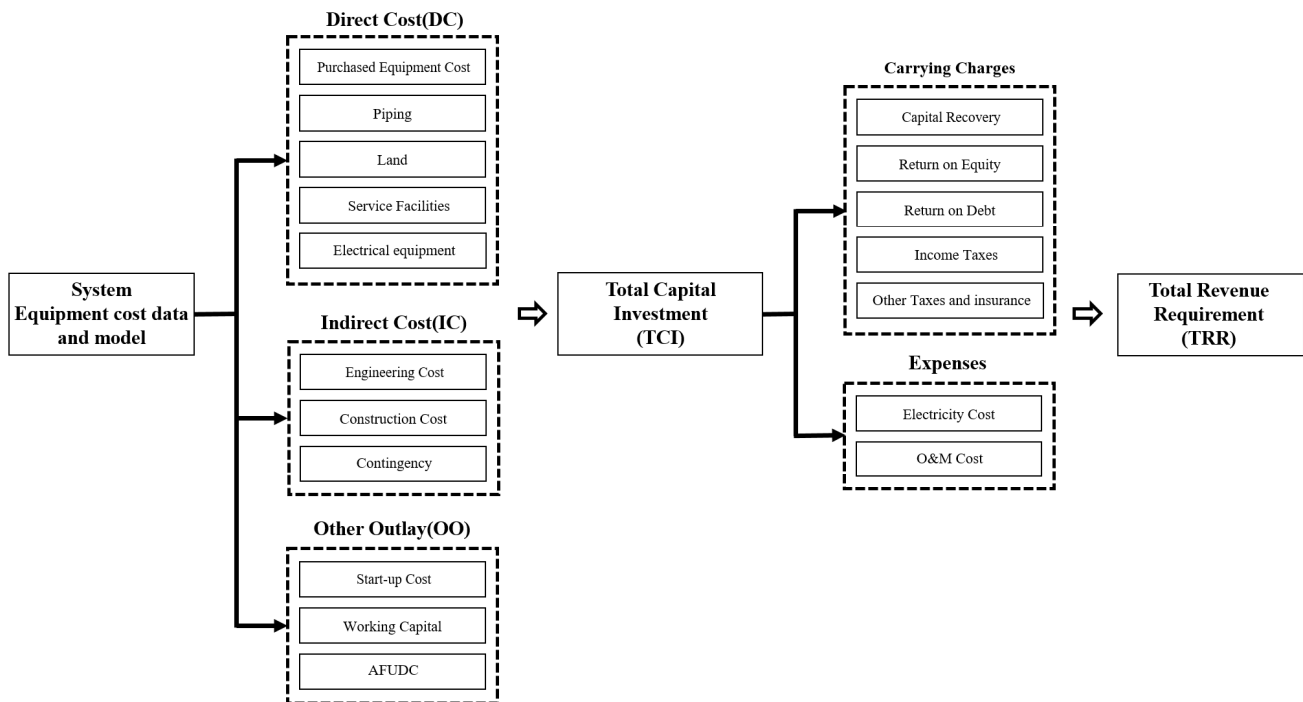 System
Equipment cost data
and model
Direct Cost(DC)
Purchased Equipment Cost
Piping
Land
Service Facilities
Electrical equipment
Indirect Cost(IC)
Engineering Cost
Construction Cost
Contingency
Other Outlay(OO)
Start-up Cost
Working Capital
AFUDC
Total Capital
Investment
(TCI)
Carrying Charges
Capital Recovery
Return on Equity
Return on Debt
Income Taxes
Other Taxes and insurance
Expenses
Electricity Cost
O&M Cost
Total Revenue
Requirement
(TRR)